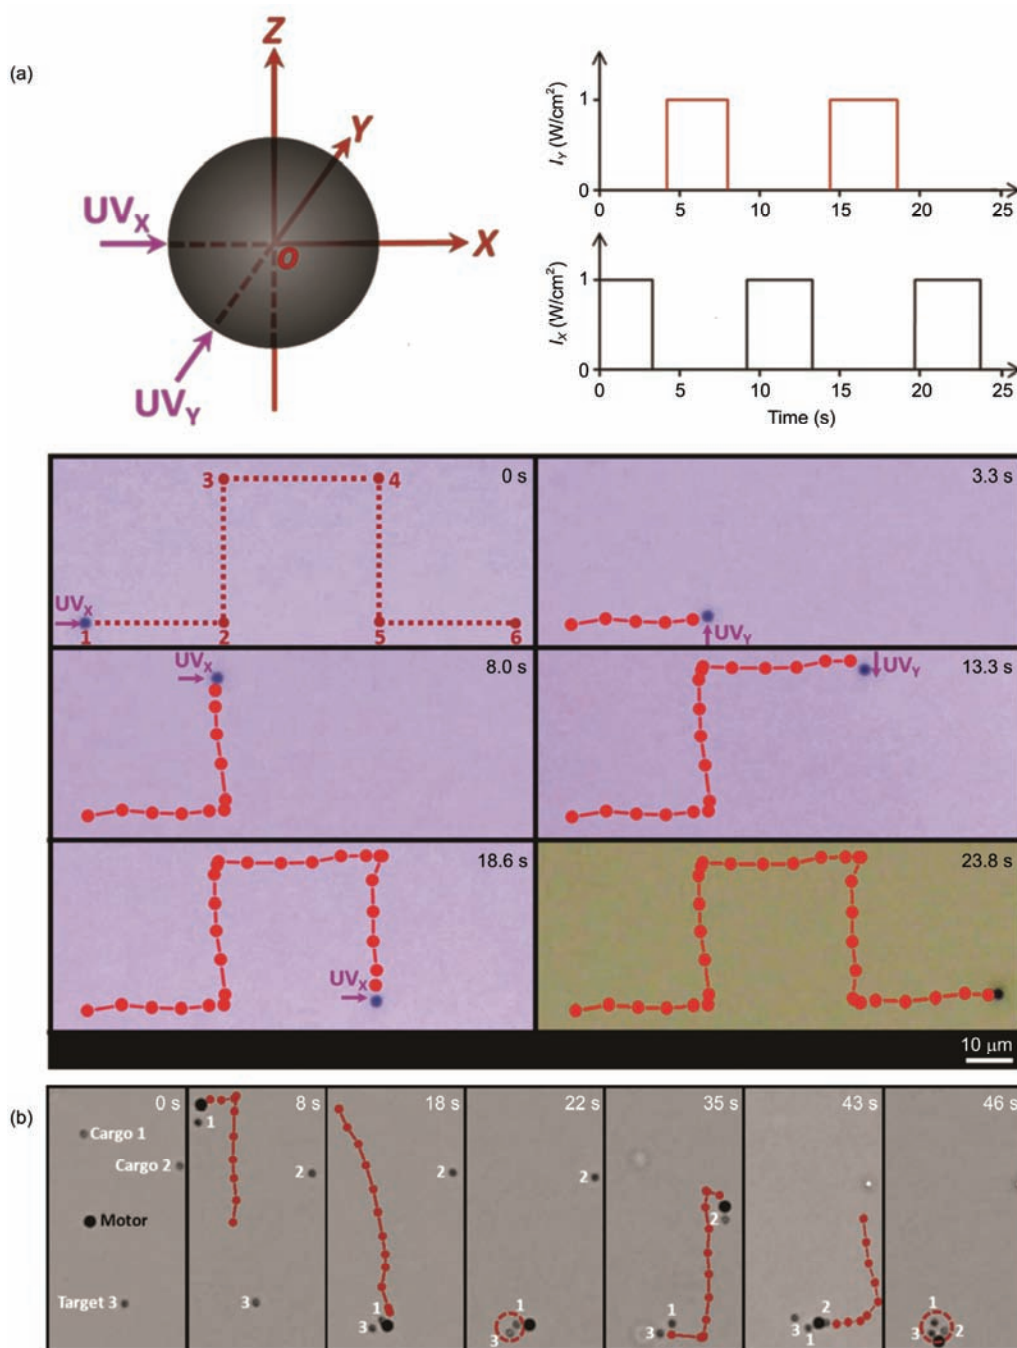 (a)
Z
Y
UVX
O
X
UVY
IY (W/cm2)
1
0
0 5 10 15 20 25
IX (W/cm2)
1
0
0 5 10 15 20 25
Time (s)
0 s
3 4
UVX
1 2 5 6
3.3 s
UVY
8.0 s
UVX
13.3 s
UVY
18.6 s
UVX
23.8 s
10 μm
(b)
0 s
Cargo 1
Cargo 2
Motor
Target 3
8 s
1
2
3
18 s
2
1
3
22 s
2
1
3
35 s
2
1
3
43 s
2
3
1
46 s
1
3 2